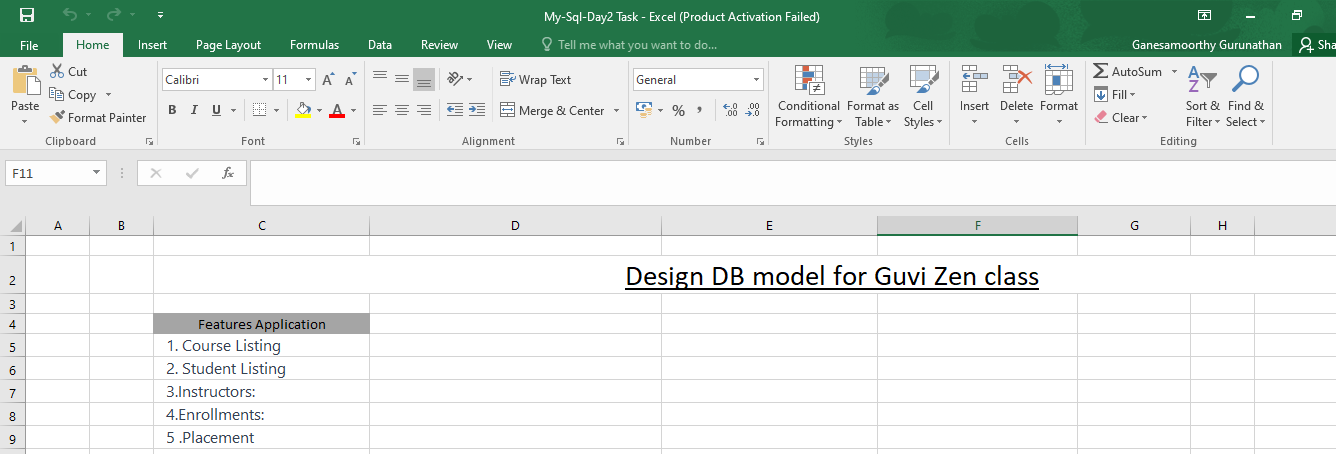 My-Sql-Day2 Task - Excel (Product Activation Failed)
File Home Insert Page Layout Formulas Data Review View Tell me what you want to do... Ganesamoorthy Gurunathan Sha
Paste
Cut
Copy
Format Painter
Clipboard
Calibri 11 A A
B I U A
Font
Wrap Text
Merge & Center
Alignment
General
% , .00 .0
Number
Conditional Formatting
Format as Table
Cell Styles
Styles
Insert Delete Format
Cells
AutoSum
Fill
Clear
Sort & Filter
Find & Select
Editing
F11 fx
A B C D E F G H
1
2 Design DB model for Guvi Zen class
3
4 Features Application
5 1. Course Listing
6 2. Student Listing
7 3.Instructors:
8 4.Enrollments:
9 5 .Placement